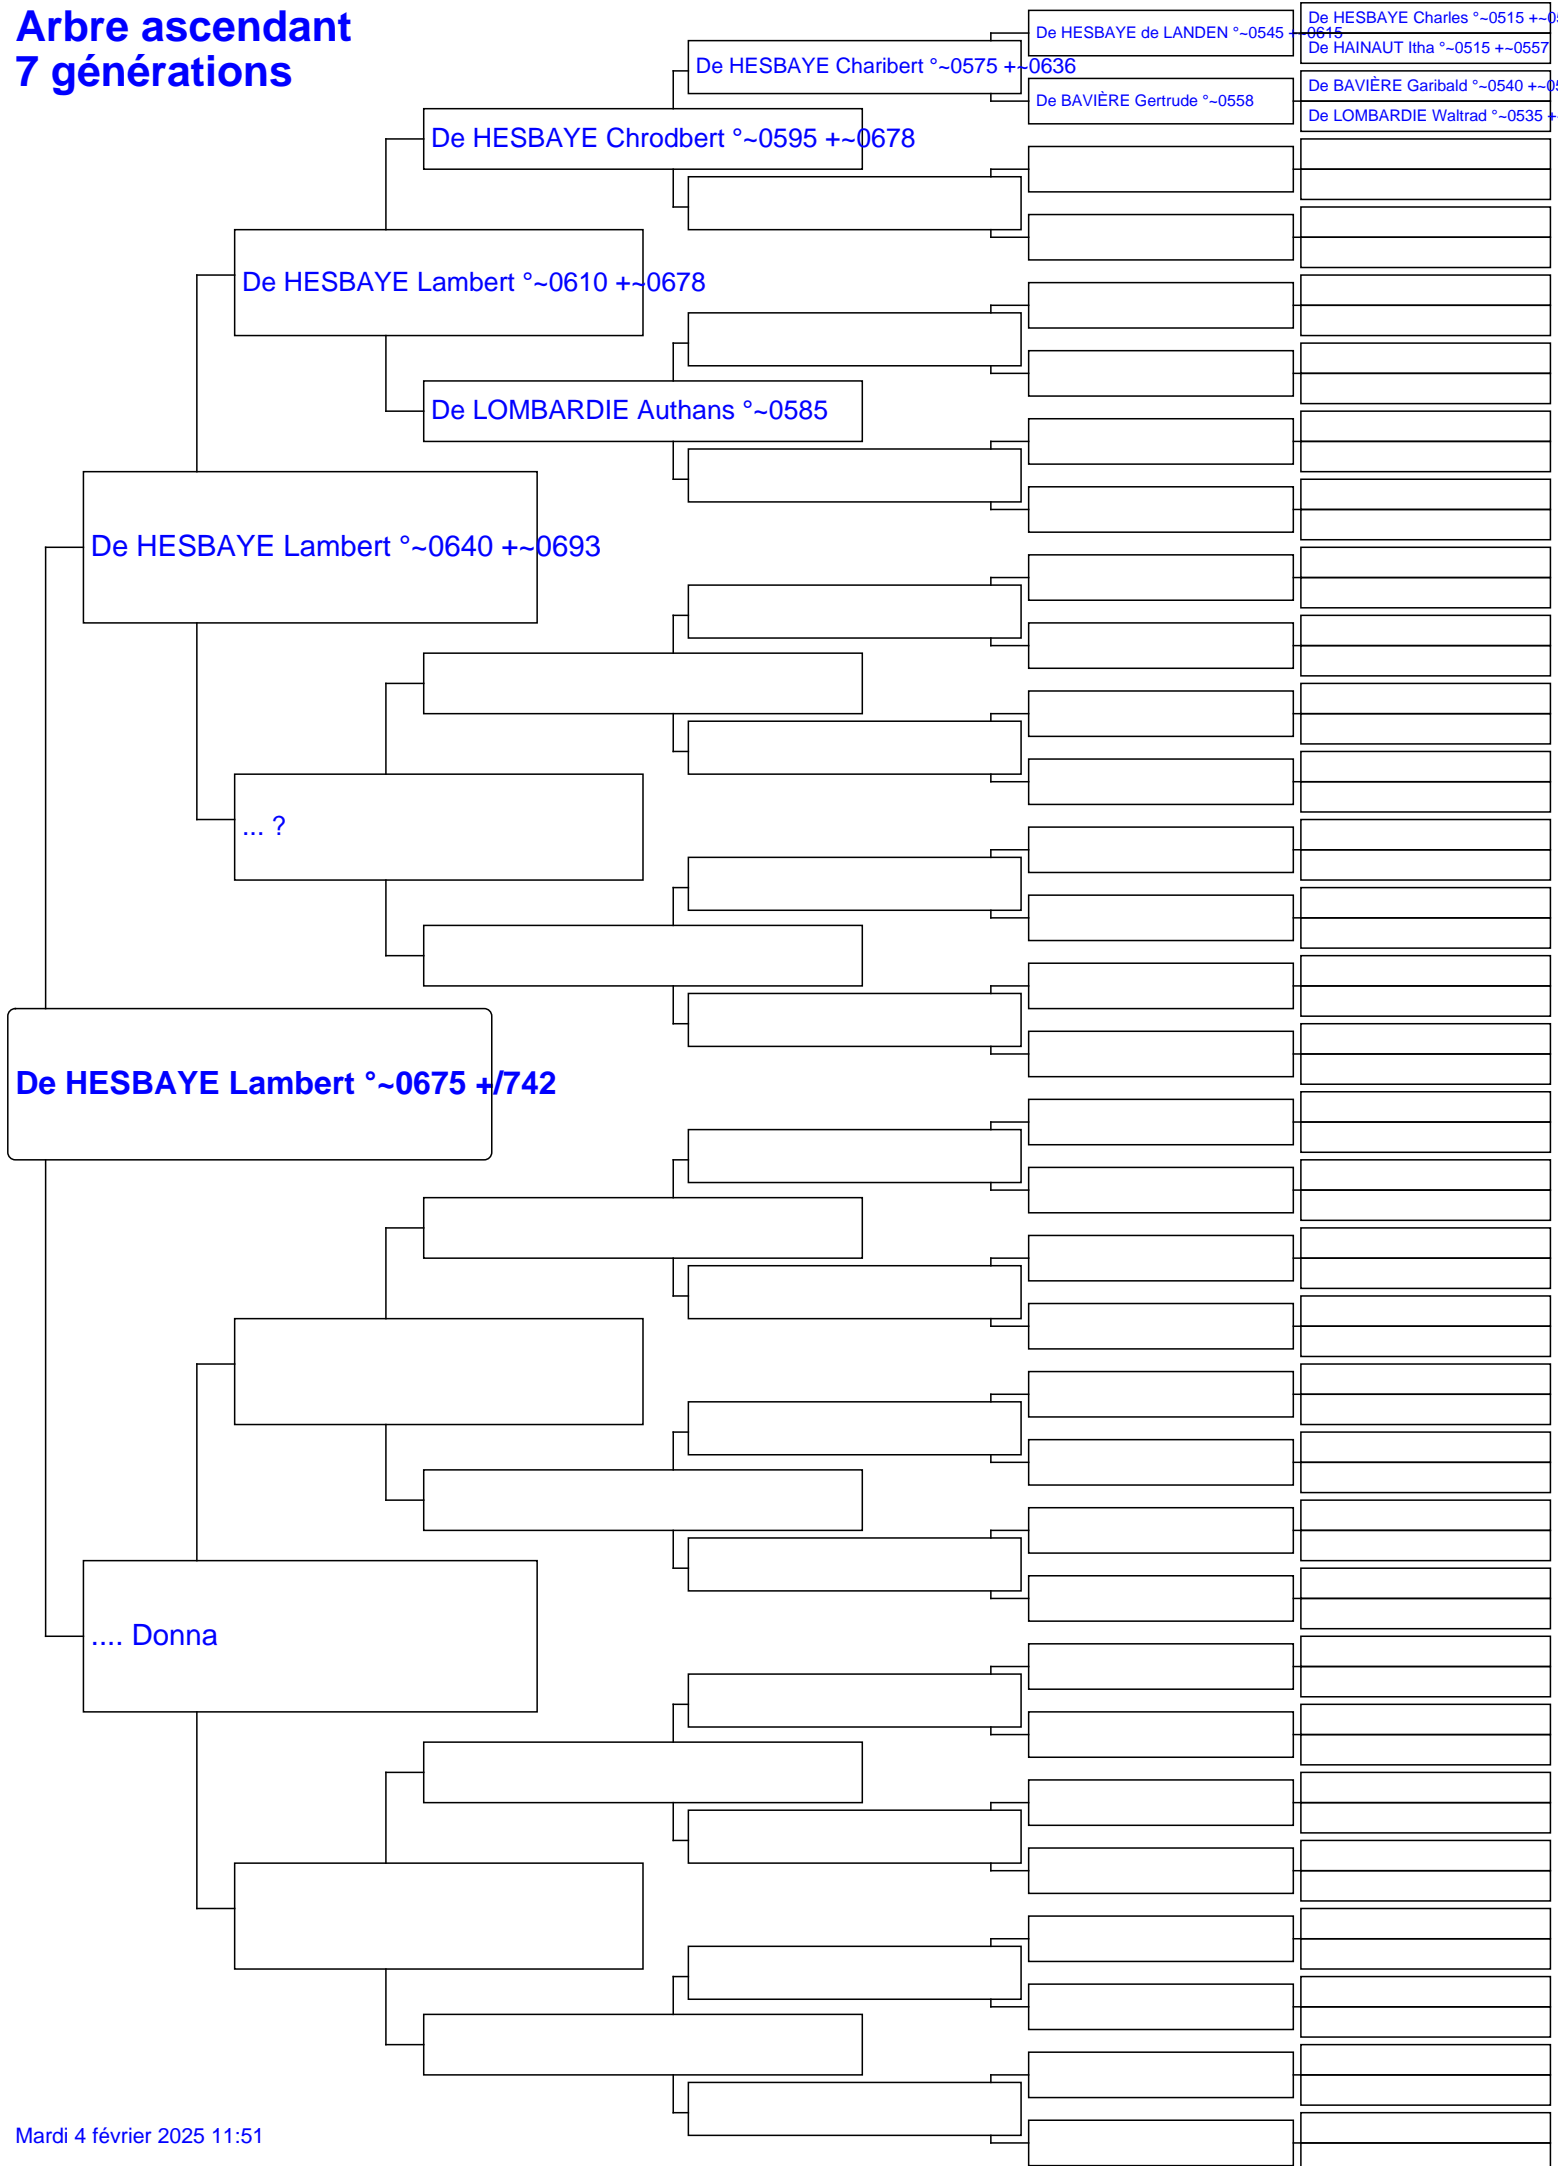 Arbre ascendant
7 générations
De HESBAYE Charles °~0515 +~05
De HESBAYE de LANDEN °~0545 +~0615
De HAINAUT Itha °~0515 +~0557
De HESBAYE Charibert °~0575 +~0636
De BAVIÈRE Garibald °~0540 +~05
De BAVIÈRE Gertrude °~0558
De LOMBARDIE Waltrad °~0535 +
De HESBAYE Chrodbert °~0595 +~0678
De HESBAYE Lambert °~0610 +~0678
De LOMBARDIE Authans °~0585
De HESBAYE Lambert °~0640 +~0693
... ?
De HESBAYE Lambert °~0675 +/742
.... Donna
Mardi 4 février 2025 11:51